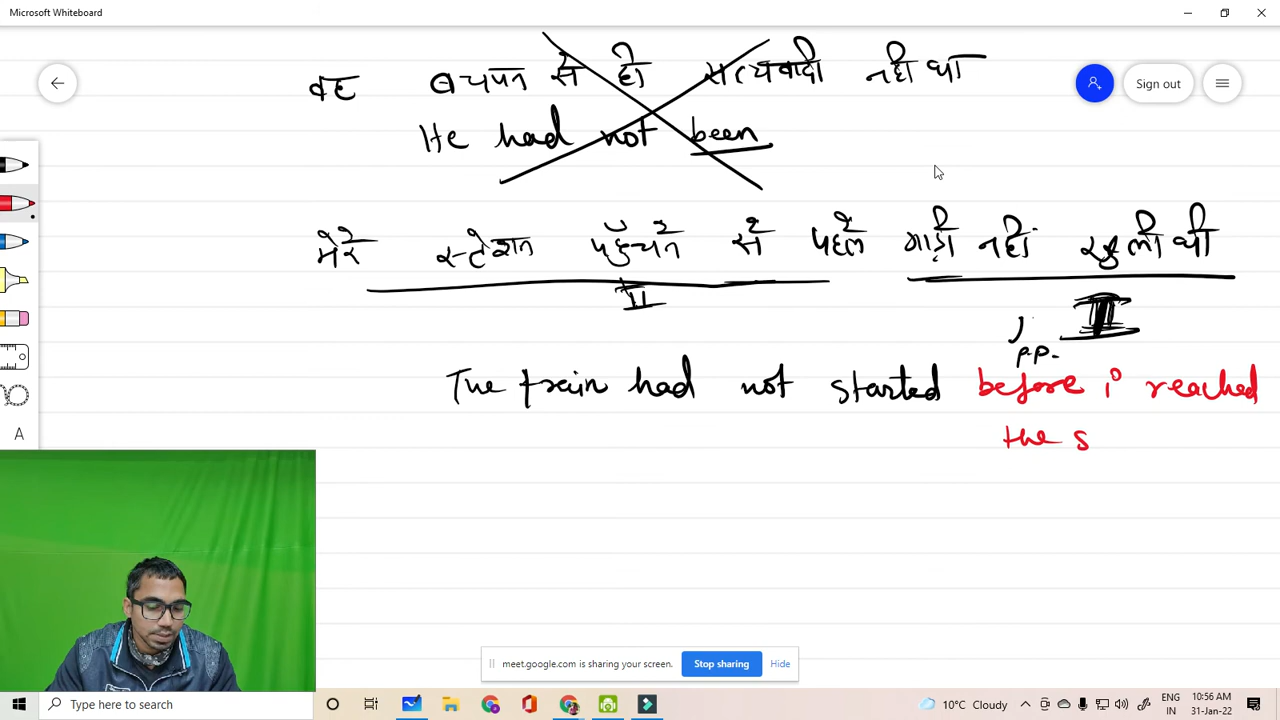 Microsoft Whiteboard
Sign out
वह बचपन से ही सत्यवादी नही था
He had not been
मेरे स्टेशन पहुँचने से पहले गाड़ी नही खुली थी
II
I
P.P.
The train had not started before i reached
the s
A
meet.google.com is sharing your screen. Stop sharing Hide
Type here to search
10°C Cloudy
ENG
IN
10:56 AM
31-Jan-22